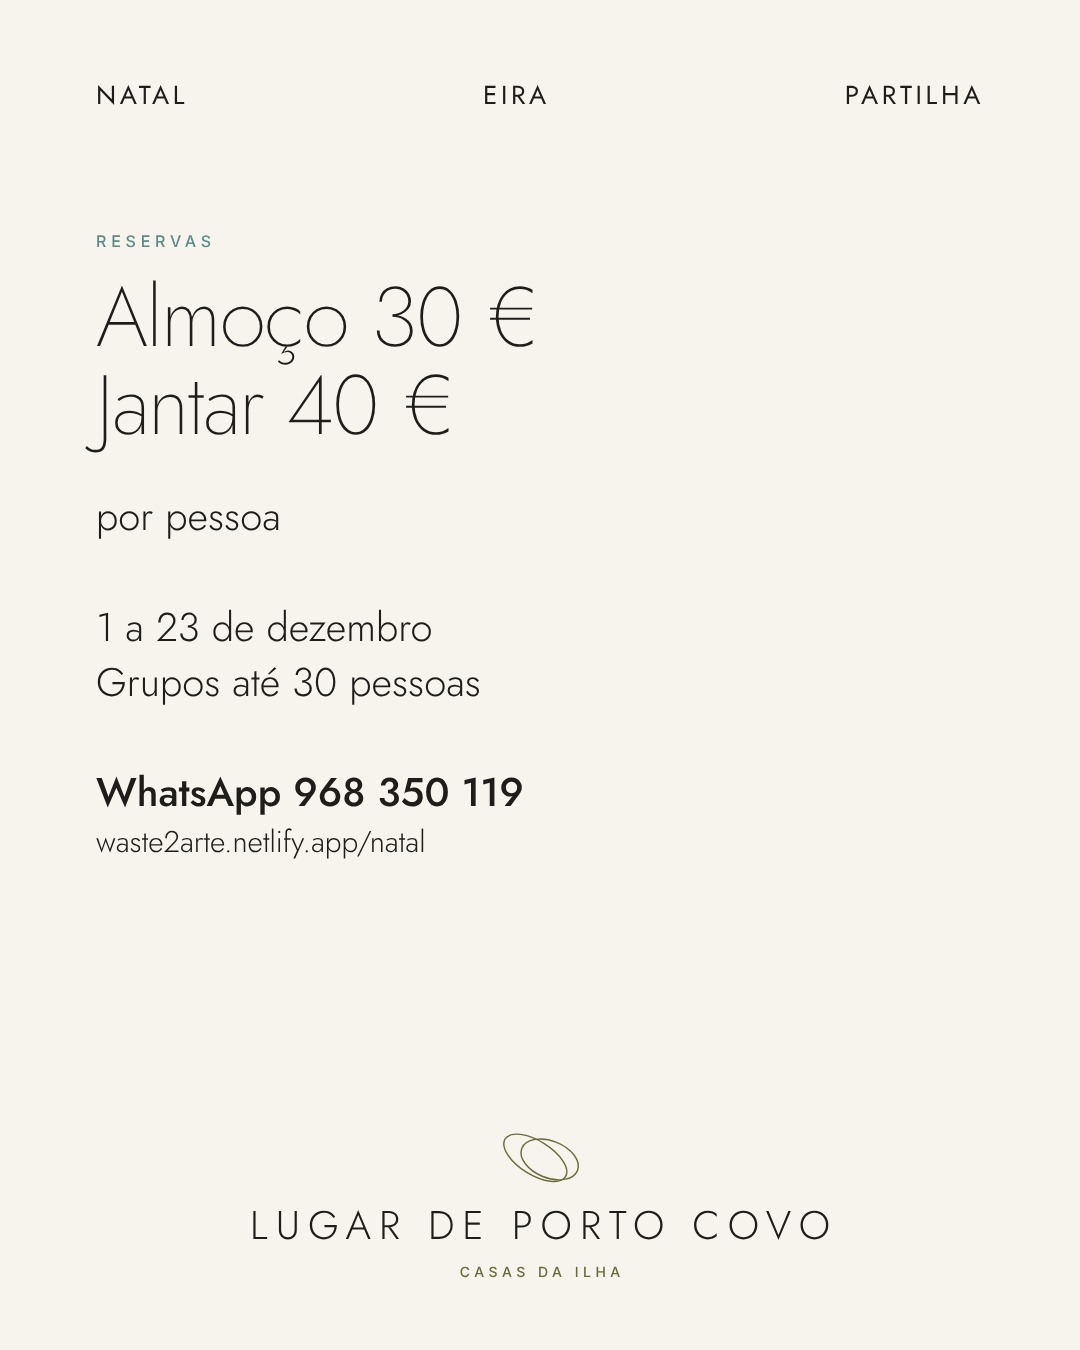 NATAL EIRA PARTILHA
RESERVAS
Almoço 30 €
Jantar 40 €
por pessoa
1 a 23 de dezembro
Grupos até 30 pessoas
WhatsApp 968 350 119
waste2arte.netlify.app/natal
LUGAR DE PORTO COVO
CASAS DA ILHA